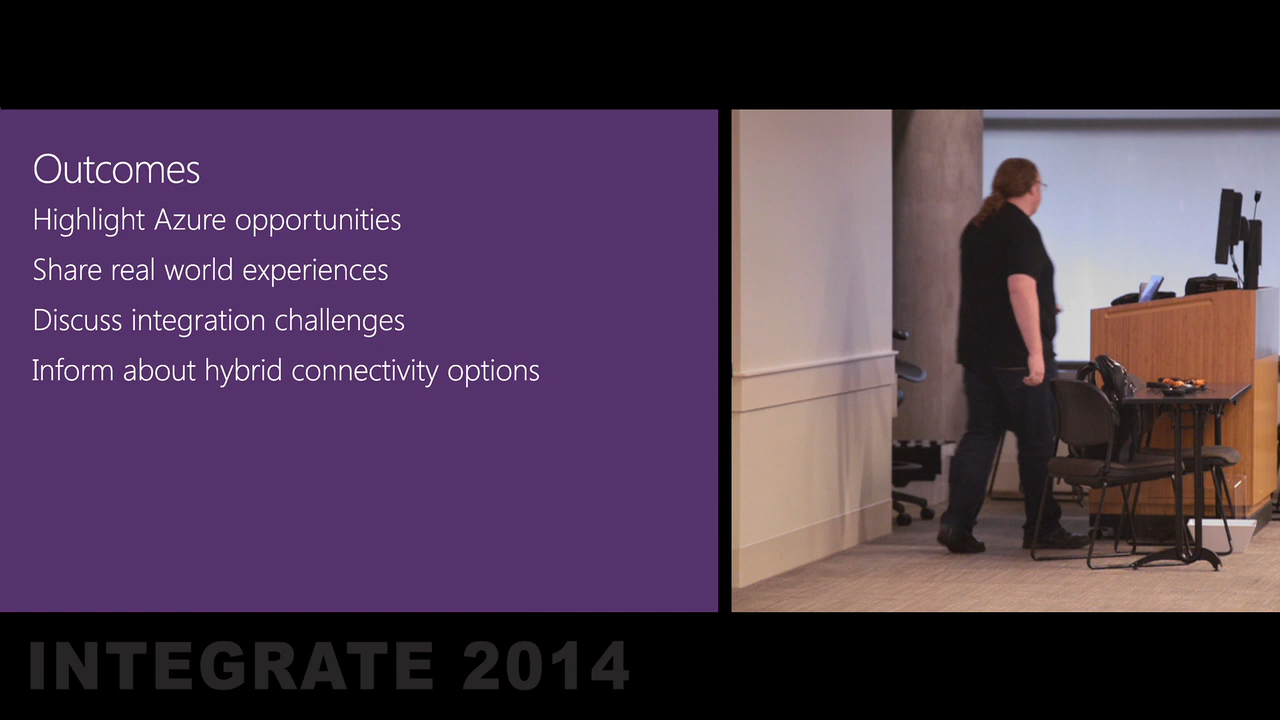 Outcomes
Highlight Azure opportunities
Share real world experiences
Discuss integration challenges
Inform about hybrid connectivity options
INTEGRATE 2014